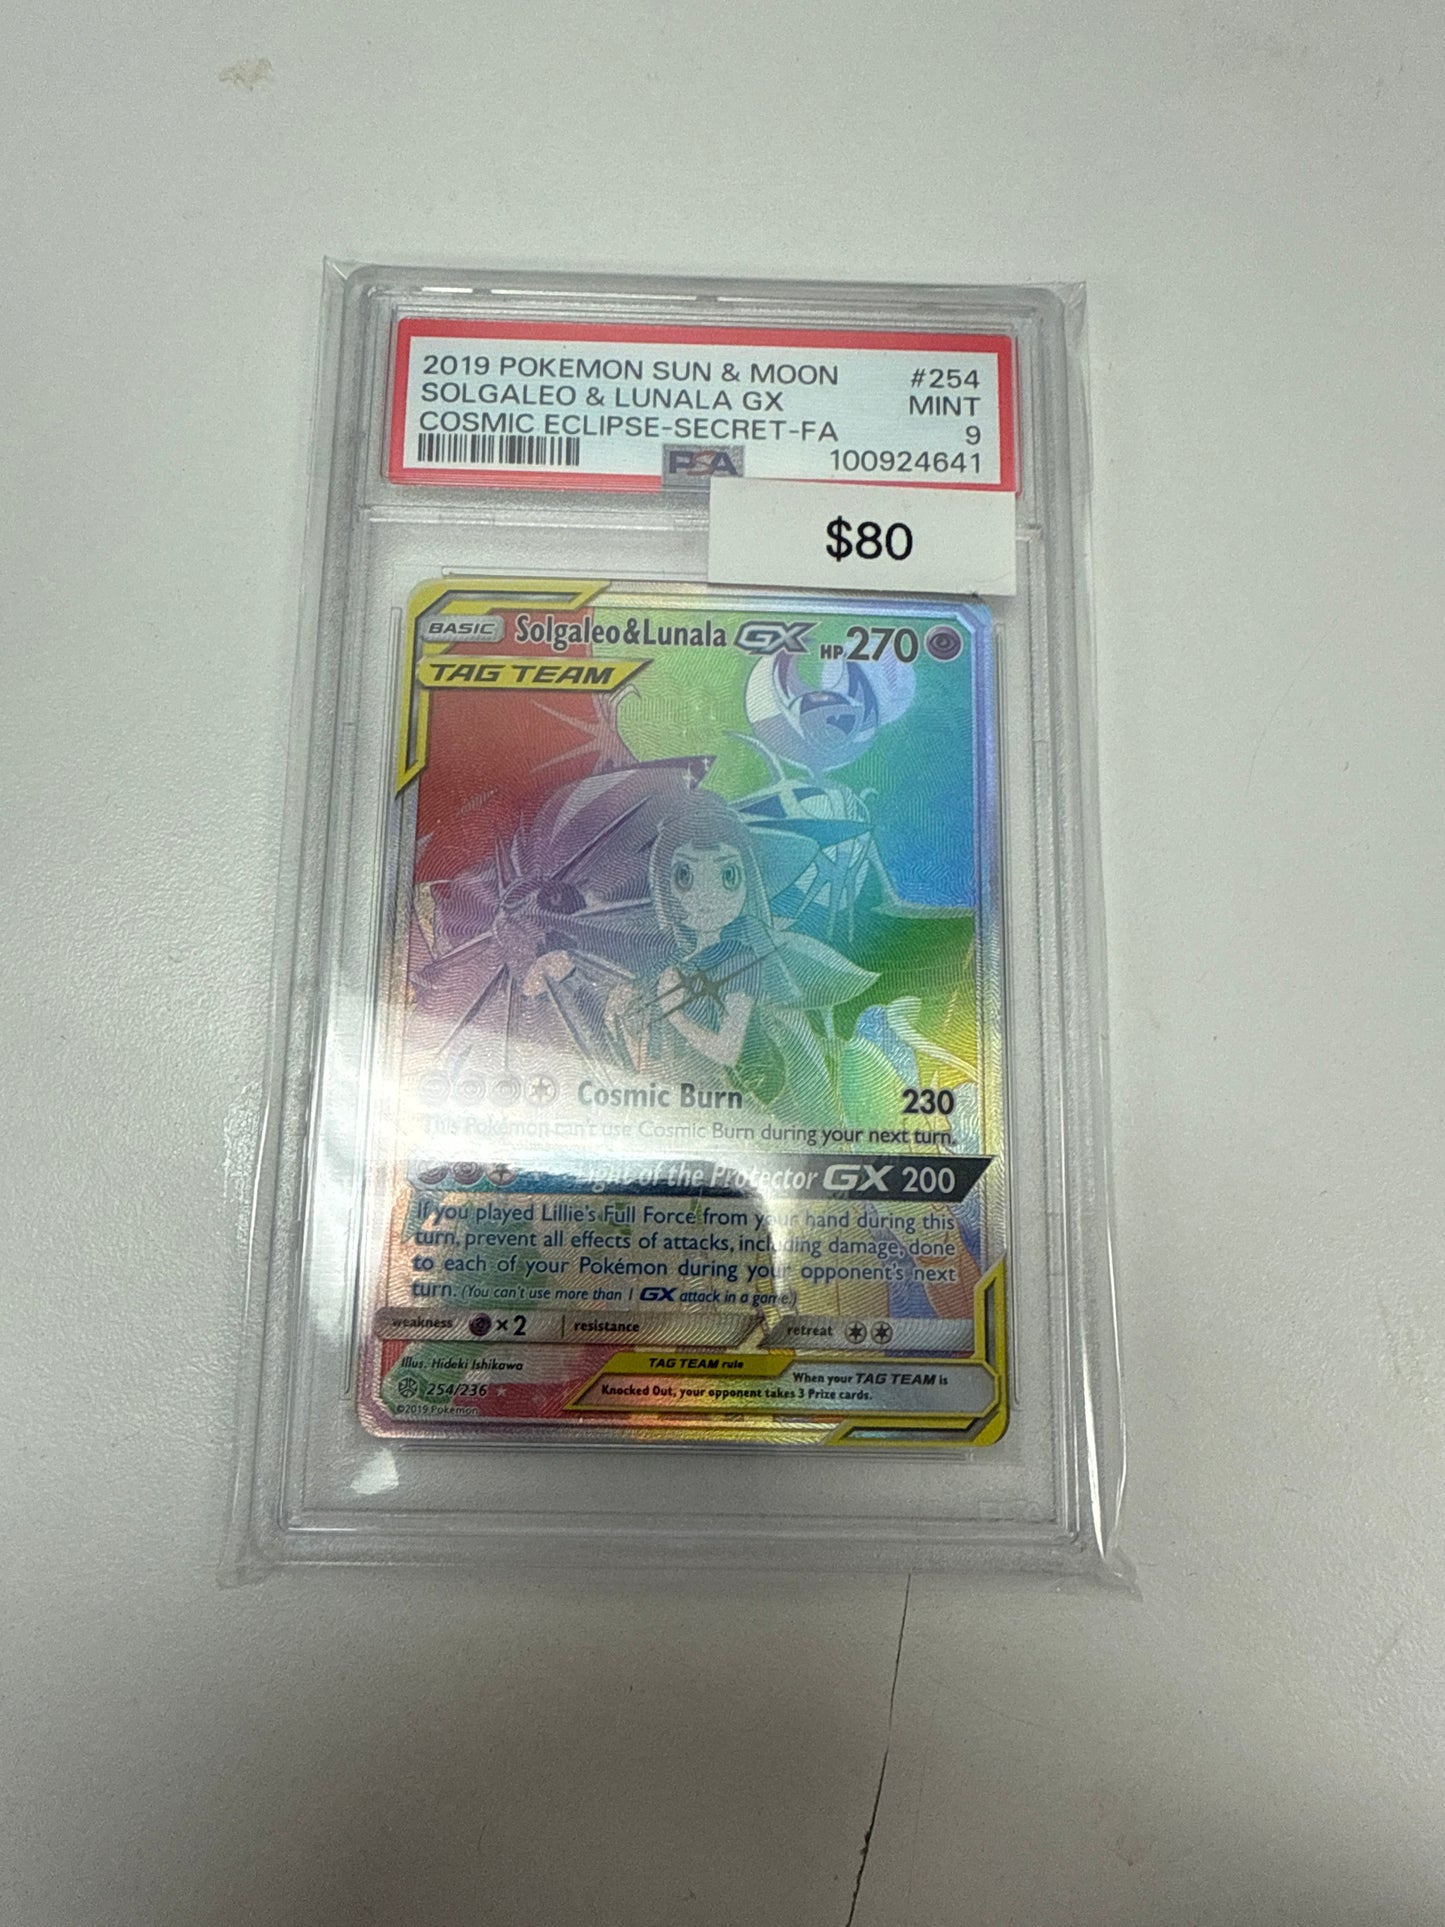 2019 POKEMON SUN & MOON #254
SOLGALEO & LUNALA GX MINT
COSMIC ECLIPSE-SECRET-FA 9
PSA 100924641
$80
BASIC Solgaleo&Lunala GX HP270
TAG TEAM
Cosmic Burn 230
This Pokémon can't use Cosmic Burn during your next turn.
Light of the Protector GX 200
If you played Lillie's Full Force from your hand during this
turn, prevent all effects of attacks, including damage, done
to each of your Pokémon during your opponent's next
turn. (You can't use more than 1 GX attack in a game.)
weakness ×2 resistance retreat
Illus. Hideki Ishikawa
254/236
©2019 Pokémon
TAG TEAM rule
When your TAG TEAM is
Knocked Out, your opponent takes 3 Prize cards.